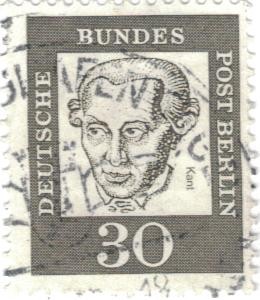 DEUTSCHE
BUNDES
POST BERLIN
Kant
30